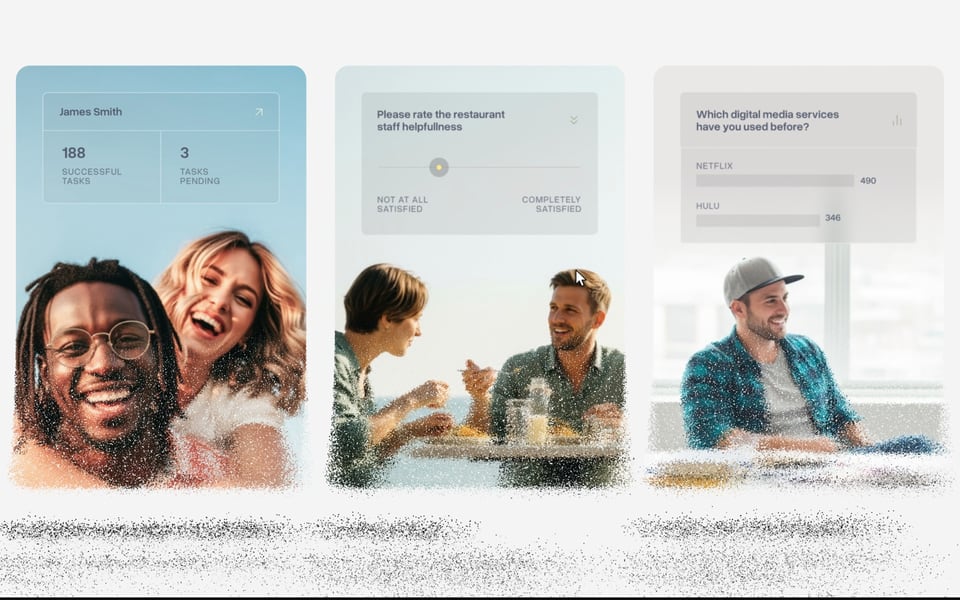 James Smith
188
SUCCESSFUL
TASKS
3
TASKS
PENDING
Please rate the restaurant
staff helpfullness
NOT AT ALL
SATISFIED
COMPLETELY
SATISFIED
Which digital media services
have you used before?
NETFLIX
490
HULU
346